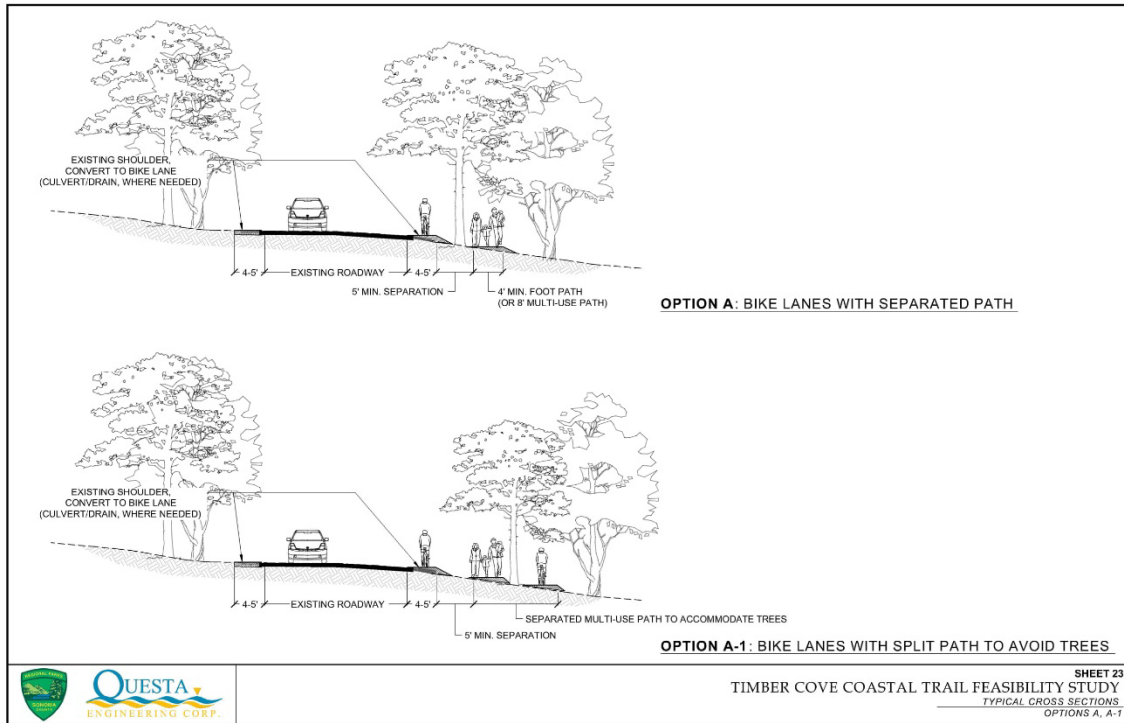 EXISTING SHOULDER,
CONVERT TO BIKE LANE
(CULVERT/DRAIN, WHERE NEEDED)
4-5'
EXISTING ROADWAY
4-5'
5' MIN. SEPARATION
4' MIN. FOOT PATH
(OR 8' MULTI-USE PATH)
OPTION A: BIKE LANES WITH SEPARATED PATH
EXISTING SHOULDER,
CONVERT TO BIKE LANE
(CULVERT/DRAIN, WHERE NEEDED)
4-5'
EXISTING ROADWAY
4-5'
SEPARATED MULTI-USE PATH TO ACCOMMODATE TREES
5' MIN. SEPARATION
OPTION A-1: BIKE LANES WITH SPLIT PATH TO AVOID TREES
REGIONAL PARKS
SONOMA
COUNTY
QUESTA
ENGINEERING CORP.
SHEET 23
TIMBER COVE COASTAL TRAIL FEASIBILITY STUDY
TYPICAL CROSS SECTIONS
OPTIONS A, A-1